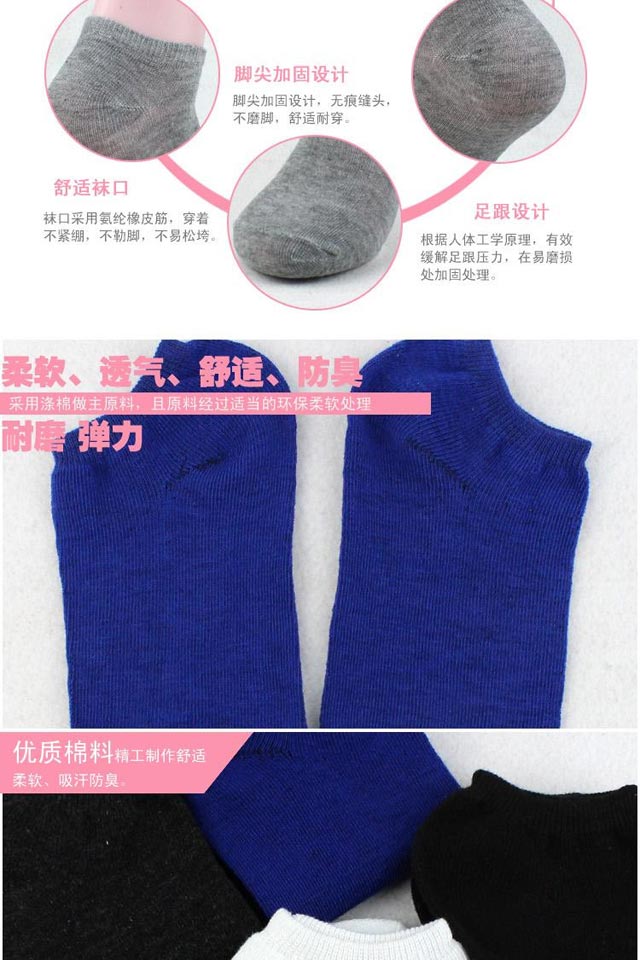 脚尖加固设计
脚尖加固设计，无痕缝头，
不磨脚，舒适耐穿。
舒适袜口
袜口采用氨纶橡皮筋，穿着
不紧绷，不勒脚，不易松垮。
足跟设计
根据人体工学原理，有效
缓解足跟压力，在易磨损
处加固处理。
柔软、透气、舒适、防臭
采用涤棉做主原料，且原料经过适当的环保柔软处理
耐磨 弹力
优质棉料精工制作舒适
柔软、吸汗防臭。